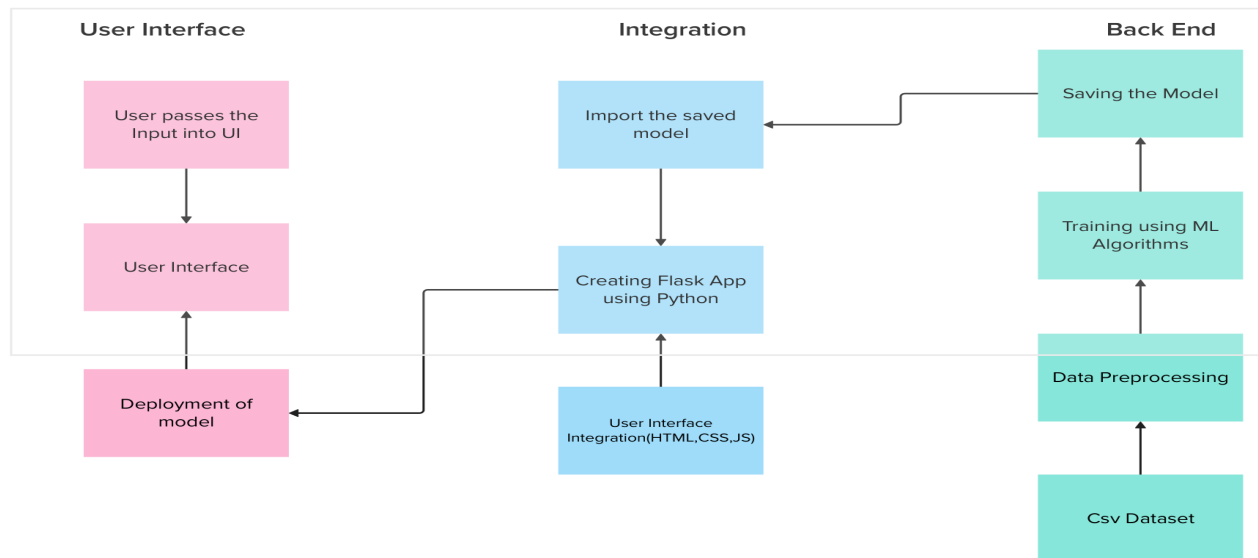 User Interface
Integration
Back End
User passes the
Input into UI
Import the saved
model
Saving the Model
User Interface
Creating Flask App
using Python
Training using ML
Algorithms
Deployment of
model
User Interface
Integration(HTML,CSS,JS)
Data Preprocessing
Csv Dataset